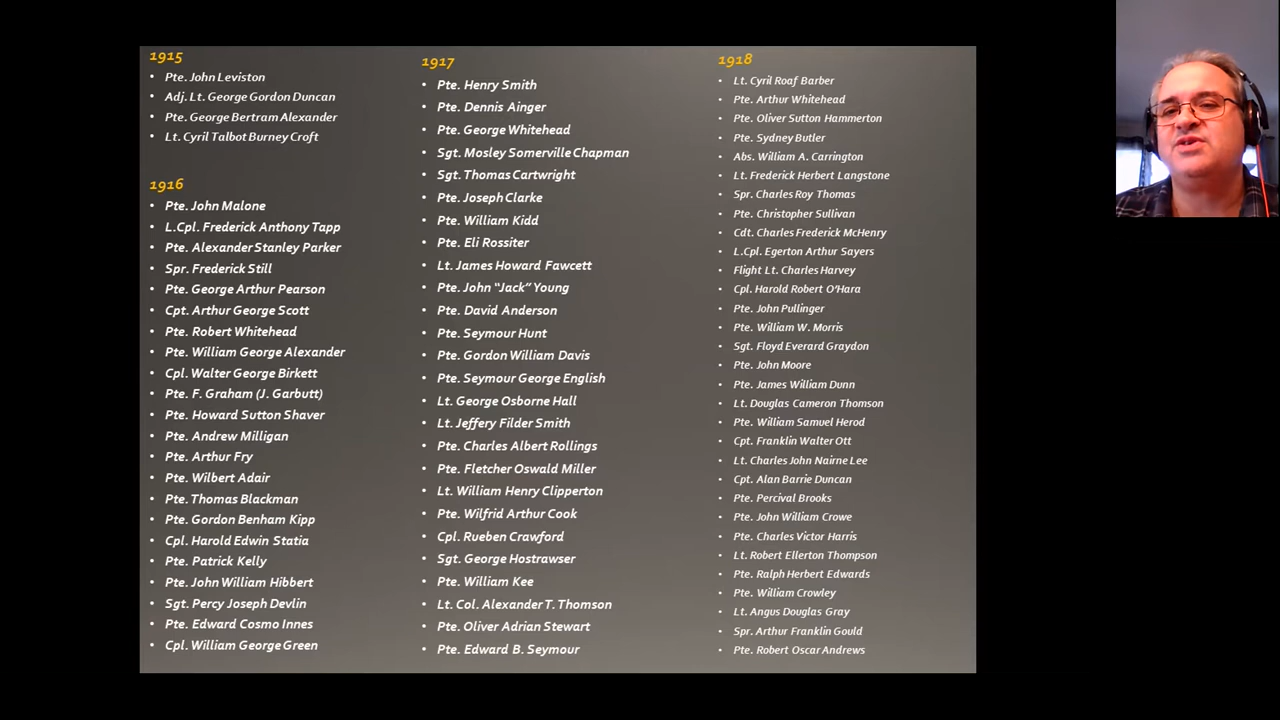 1915
• Pte. John Leviston
• Adj. Lt. George Gordon Duncan
• Pte. George Bertram Alexander
• Lt. Cyril Talbot Burney Croft
1916
• Pte. John Malone
• L.Cpl. Frederick Anthony Tapp
• Pte. Alexander Stanley Parker
• Spr. Frederick Still
• Pte. George Arthur Pearson
• Cpt. Arthur George Scott
• Pte. Robert Whitehead
• Pte. William George Alexander
• Cpl. Walter George Birkett
• Pte. F. Graham (J. Garbutt)
• Pte. Howard Sutton Shaver
• Pte. Andrew Milligan
• Pte. Arthur Fry
• Pte. Wilbert Adair
• Pte. Thomas Blackman
• Pte. Gordon Benham Kipp
• Cpl. Harold Edwin Statia
• Pte. Patrick Kelly
• Pte. John William Hibbert
• Sgt. Percy Joseph Devlin
• Pte. Edward Cosmo Innes
• Cpl. William George Green
1917
• Pte. Henry Smith
• Pte. Dennis Ainger
• Pte. George Whitehead
• Sgt. Mosley Somerville Chapman
• Sgt. Thomas Cartwright
• Pte. Joseph Clarke
• Pte. William Kidd
• Pte. Eli Rossiter
• Lt. James Howard Fawcett
• Pte. John “Jack” Young
• Pte. David Anderson
• Pte. Seymour Hunt
• Pte. Gordon William Davis
• Pte. Seymour George English
• Lt. George Osborne Hall
• Lt. Jeffery Filder Smith
• Pte. Charles Albert Rollings
• Pte. Fletcher Oswald Miller
• Lt. William Henry Clipperton
• Pte. Wilfrid Arthur Cook
• Cpl. Rueben Crawford
• Sgt. George Hostrawser
• Pte. William Kee
• Lt. Col. Alexander T. Thomson
• Pte. Oliver Adrian Stewart
• Pte. Edward B. Seymour
1918
• Lt. Cyril Roaf Barber
• Pte. Arthur Whitehead
• Pte. Oliver Sutton Hammerton
• Pte. Sydney Butler
• Abs. William A. Carrington
• Lt. Frederick Herbert Langstone
• Spr. Charles Roy Thomas
• Pte. Christopher Sullivan
• Cdt. Charles Frederick McHenry
• L.Cpl. Egerton Arthur Sayers
• Flight Lt. Charles Harvey
• Cpl. Harold Robert O’Hara
• Pte. John Pullinger
• Pte. William W. Morris
• Sgt. Floyd Everard Graydon
• Pte. John Moore
• Pte. James William Dunn
• Lt. Douglas Cameron Thomson
• Pte. William Samuel Herod
• Cpt. Franklin Walter Ott
• Lt. Charles John Nairne Lee
• Cpt. Alan Barrie Duncan
• Pte. Percival Brooks
• Pte. John William Crowe
• Pte. Charles Victor Harris
• Lt. Robert Ellerton Thompson
• Pte. Ralph Herbert Edwards
• Pte. William Crowley
• Lt. Angus Douglas Gray
• Spr. Arthur Franklin Gould
• Pte. Robert Oscar Andrews